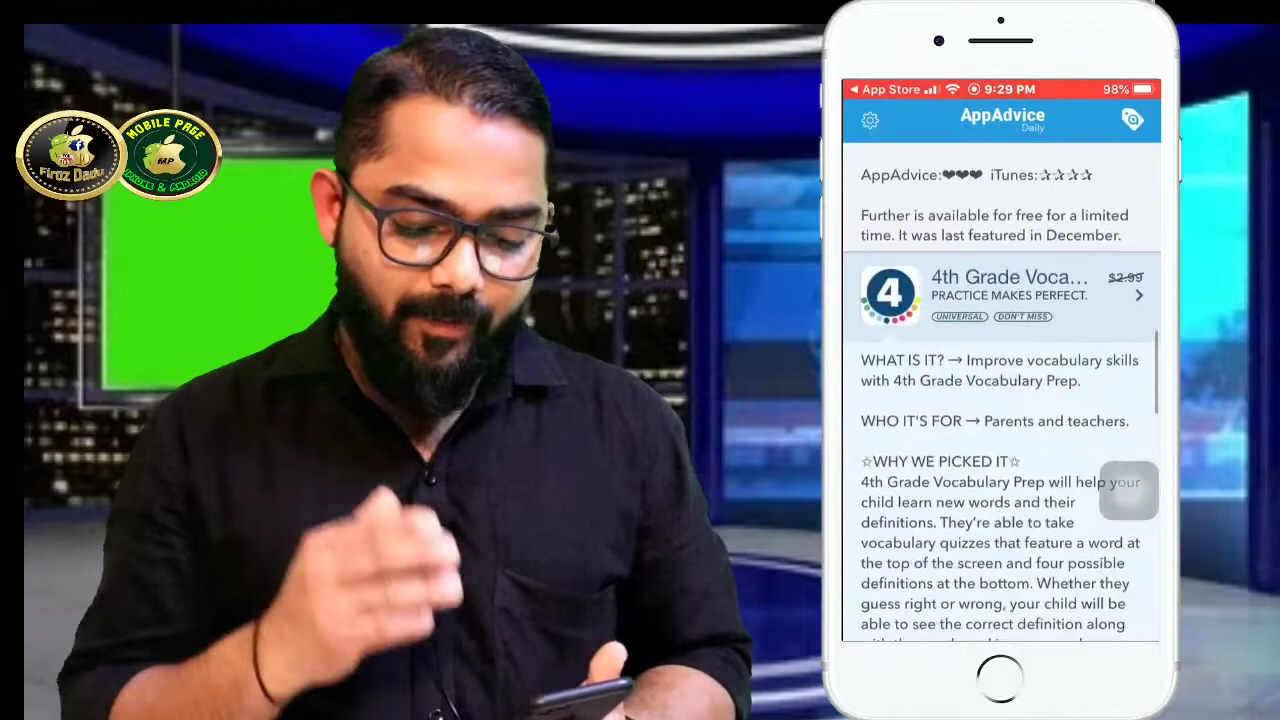 Firoz Dadu
MOBILE PAGE
MP
IPHONE & ANDROID
App Store
9:29 PM
98%
AppAdvice
Daily
AppAdvice:❤❤❤ iTunes:✰✰✰✰
Further is available for free for a limited
time. It was last featured in December.
4
4th Grade Voca...
$2.99
PRACTICE MAKES PERFECT.
UNIVERSAL
DON'T MISS
WHAT IS IT? → Improve vocabulary skills
with 4th Grade Vocabulary Prep.
WHO IT'S FOR → Parents and teachers.
☆WHY WE PICKED IT☆
4th Grade Vocabulary Prep will help your
child learn new words and their
definitions. They're able to take
vocabulary quizzes that feature a word at
the top of the screen and four possible
definitions at the bottom. Whether they
guess right or wrong, your child will be
able to see the correct definition along